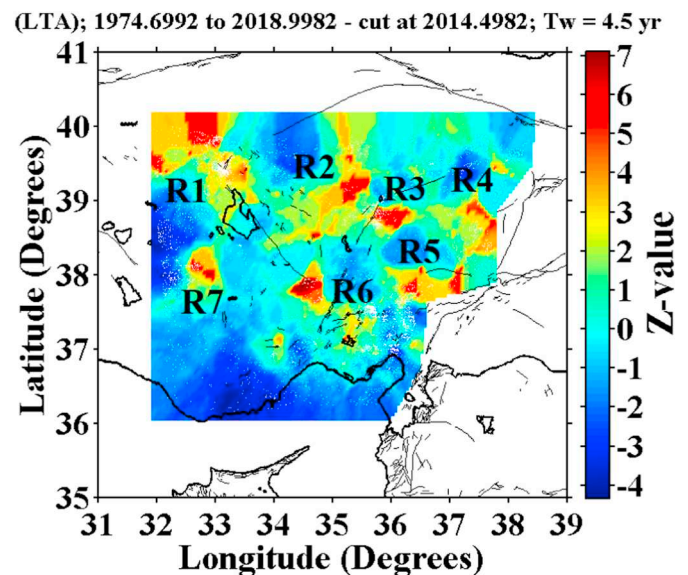 (LTA); 1974.6992 to 2018.9982 - cut at 2014.4982; Tw = 4.5 yr
41
40
39
38
37
36
35
Latitude (Degrees)
R1
R2
R3
R4
R5
R6
R7
31 32 33 34 35 36 37 38 39
Longitude (Degrees)
7
6
5
4
3
2
1
0
-1
-2
-3
-4
Z-value